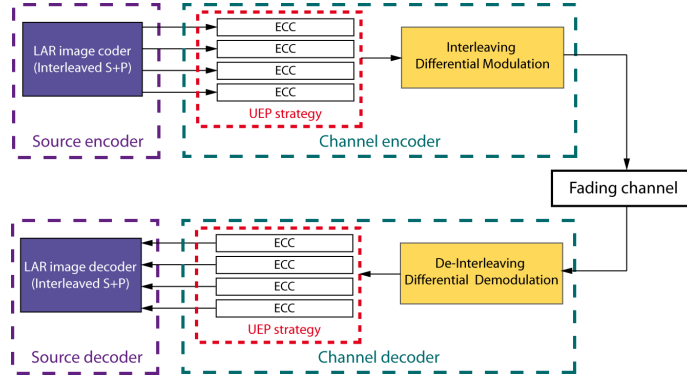 LAR image coder
(Interleaved S+P)
ECC
ECC
ECC
ECC
UEP strategy
Interleaving
Differential Modulation
Source encoder
Channel encoder
Fading channel
LAR image decoder
(Interleaved S+P)
ECC
ECC
ECC
ECC
UEP strategy
De-Interleaving
Differential Demodulation
Source decoder
Channel decoder